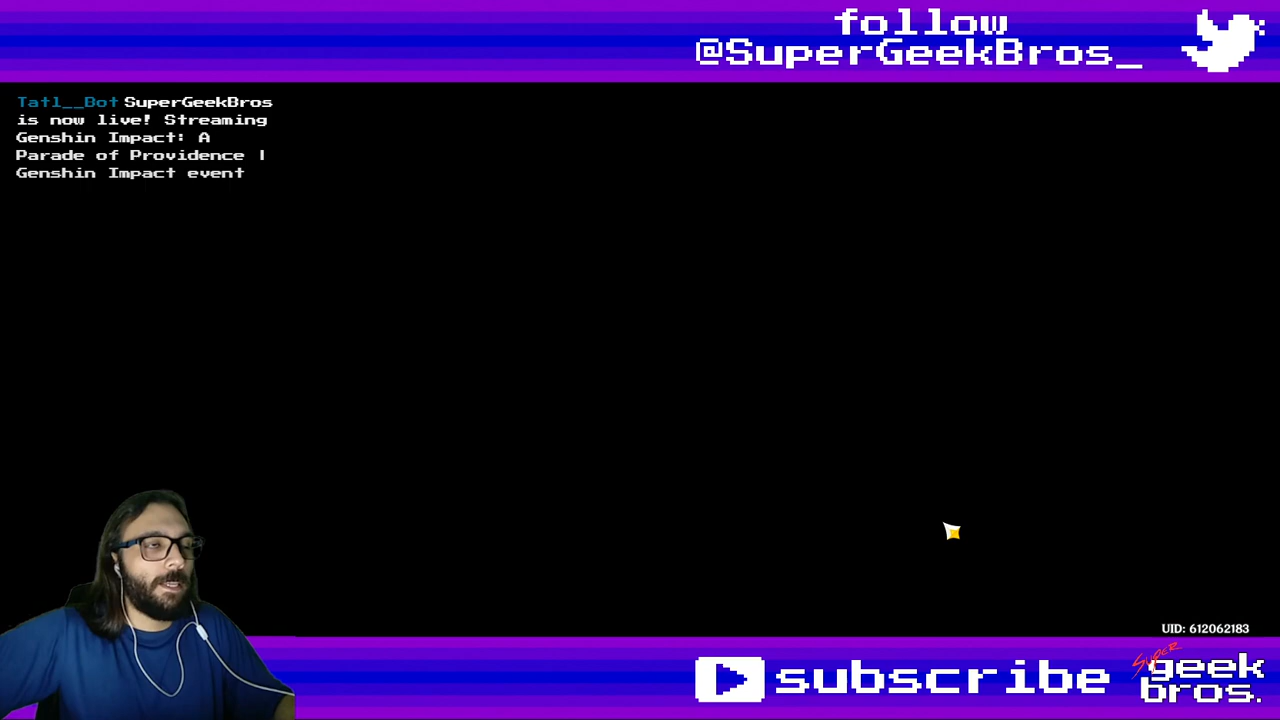 follow
@SuperGeekBros_
Tatl__Bot SuperGeekBros
is now live! Streaming
Genshin Impact: A
Parade of Providence |
Genshin Impact event
UID: 612062183
subscribe
SUPER
geek
bros.